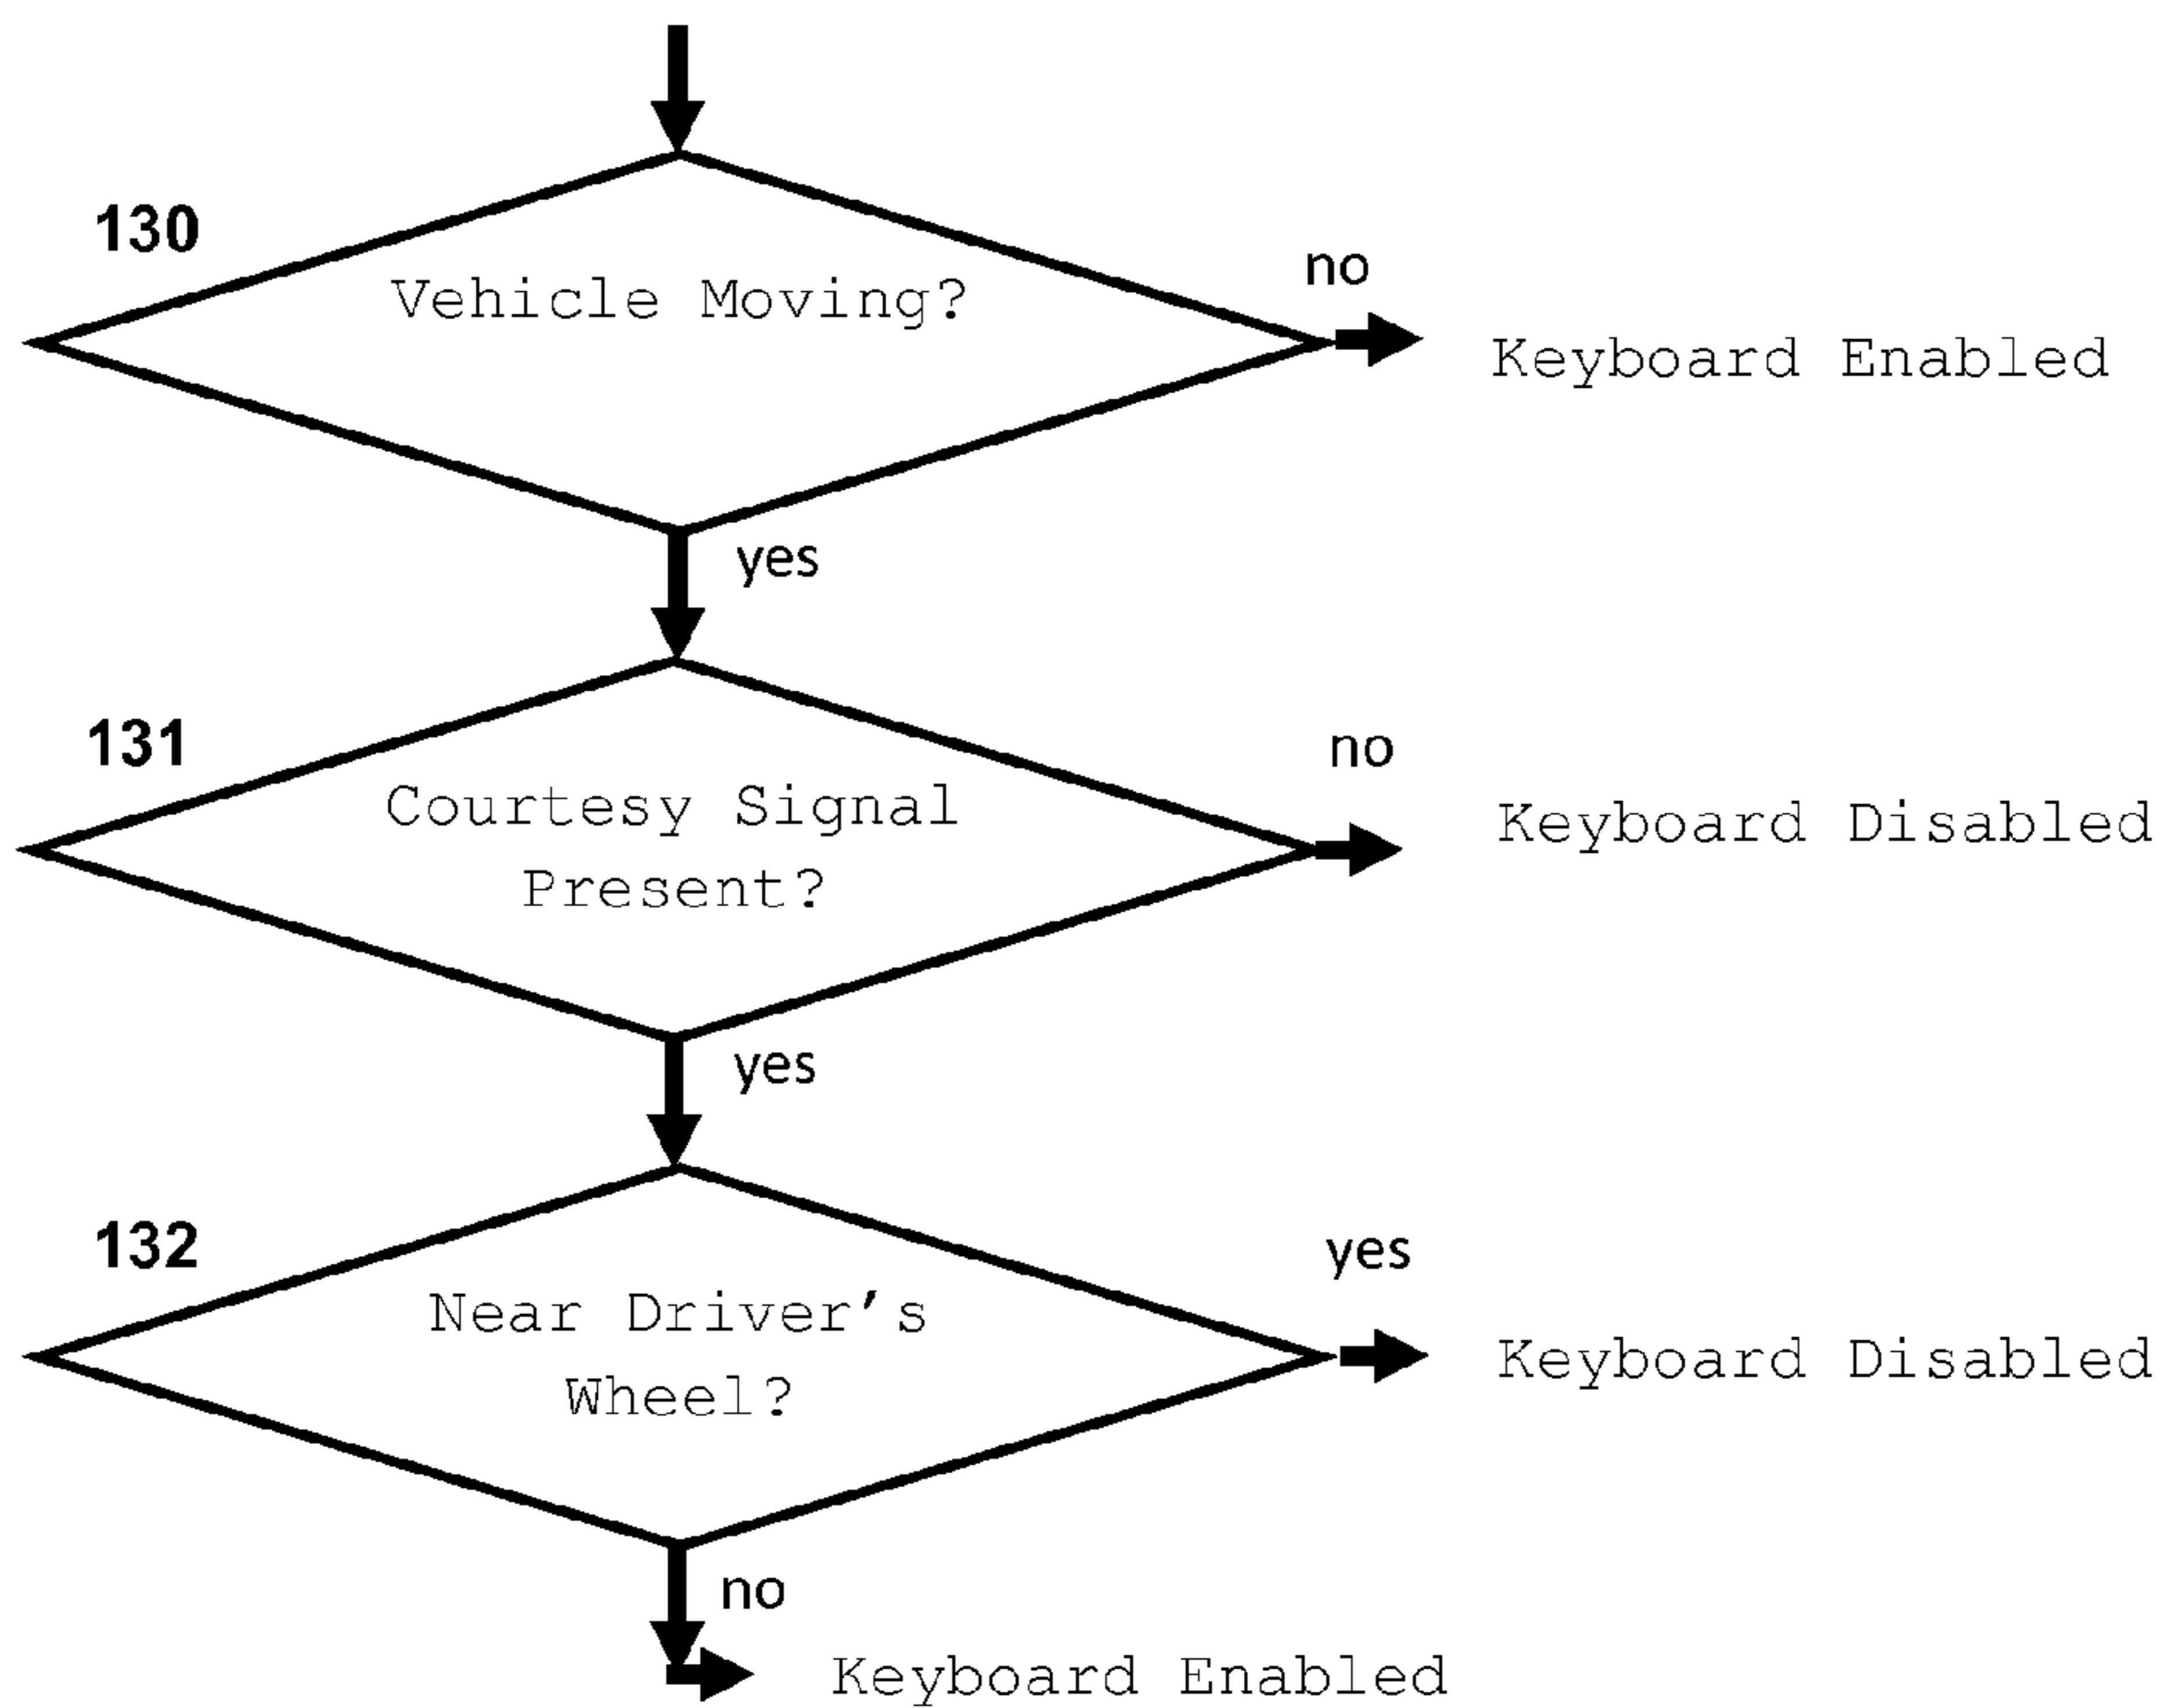 130
Vehicle Moving?
no
Keyboard Enabled
yes
131
Courtesy Signal
Present?
no
Keyboard Disabled
yes
132
Near Driver's
Wheel?
yes
Keyboard Disabled
no
Keyboard Enabled